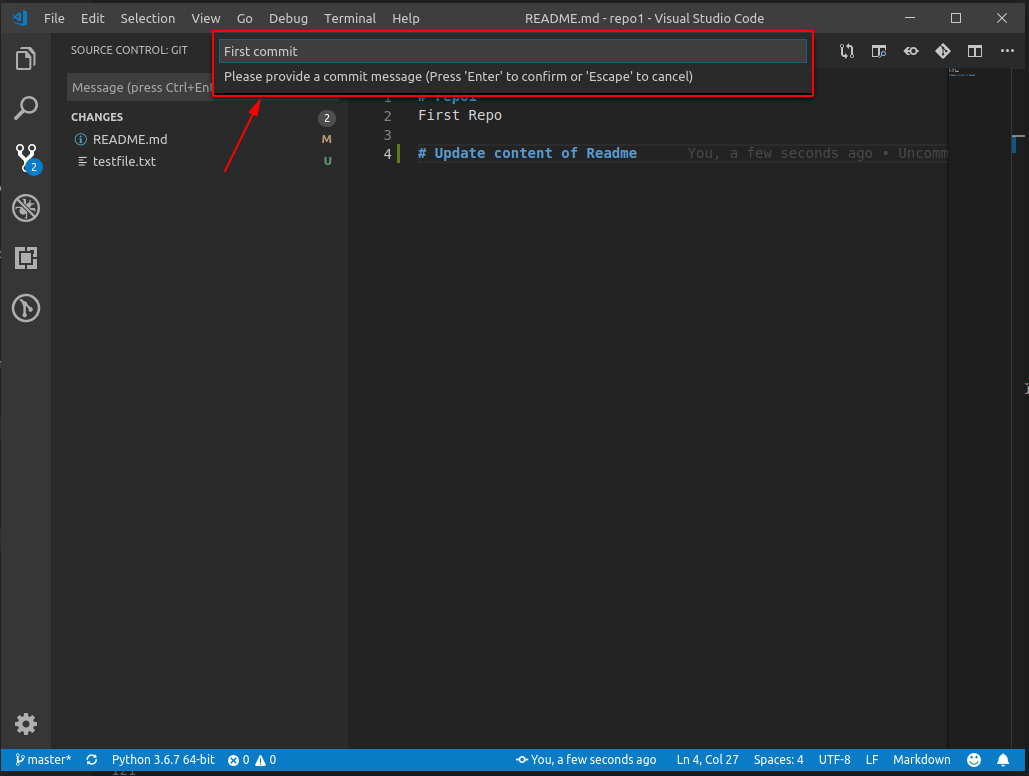 File Edit Selection View Go Debug Terminal Help README.md - repo1 - Visual Studio Code
SOURCE CONTROL: GIT
First commit
Please provide a commit message (Press 'Enter' to confirm or 'Escape' to cancel)
Message (press Ctrl+Ent
CHANGES 2
README.md M
testfile.txt U
2
1 # repo1
2 First Repo
3
4 # Update content of Readme You, a few seconds ago • Uncomm
master* Python 3.6.7 64-bit 0 0 You, a few seconds ago Ln 4, Col 27 Spaces: 4 UTF-8 LF Markdown
121